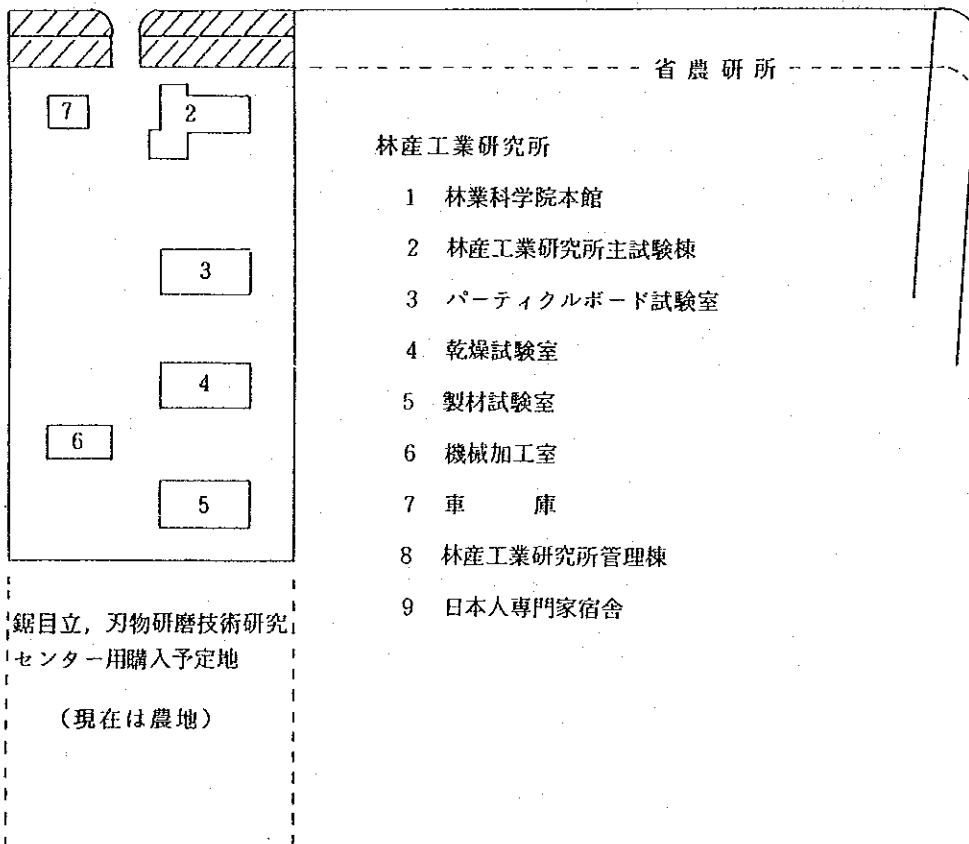 省農研所
7
2
林産工業研究所
1 林業科学院本館
2 林産工業研究所主試験棟
3
3 パーティクルボード試験室
4 乾燥試験室
4
5 製材試験室
6
6 機械加工室
5
7 車 庫
8 林産工業研究所管理棟
9 日本人専門家宿舎
鋸目立,刃物研磨技術研究
センター用購入予定地
(現在は農地)